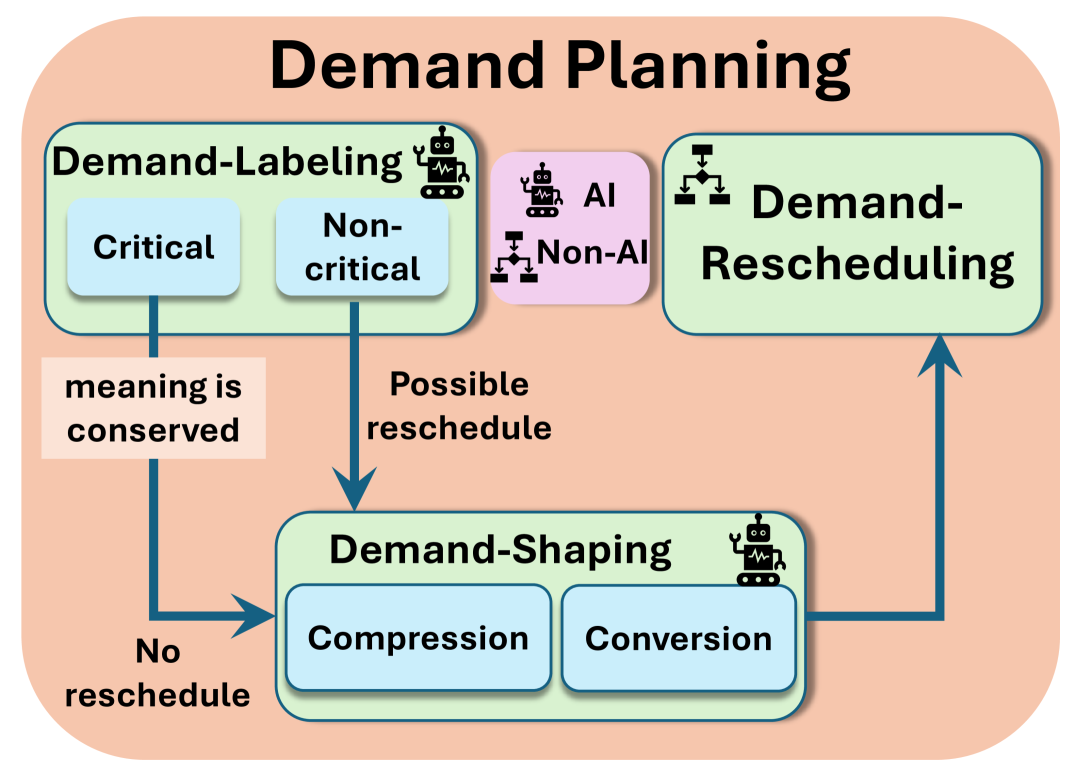 Demand Planning
Demand-Labeling
Critical
Non-
critical
AI
Non-AI
Demand-
Rescheduling
meaning is
conserved
Possible
reschedule
Demand-Shaping
Compression
Conversion
No
reschedule